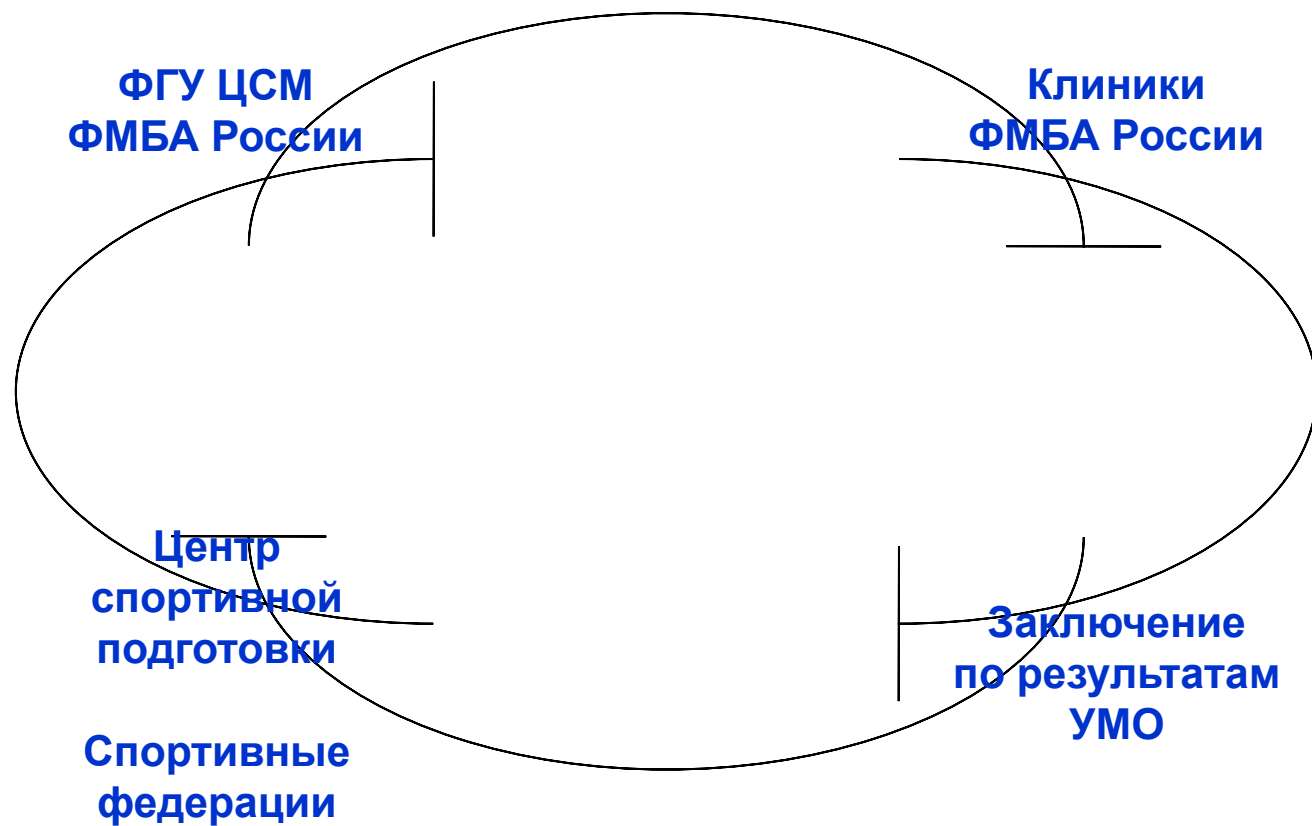 ФГУ ЦСМ
ФМБА России
Клиники
ФМБА России
Центр
спортивной
подготовки
Спортивные
федерации
Заключение
по результатам
УМО